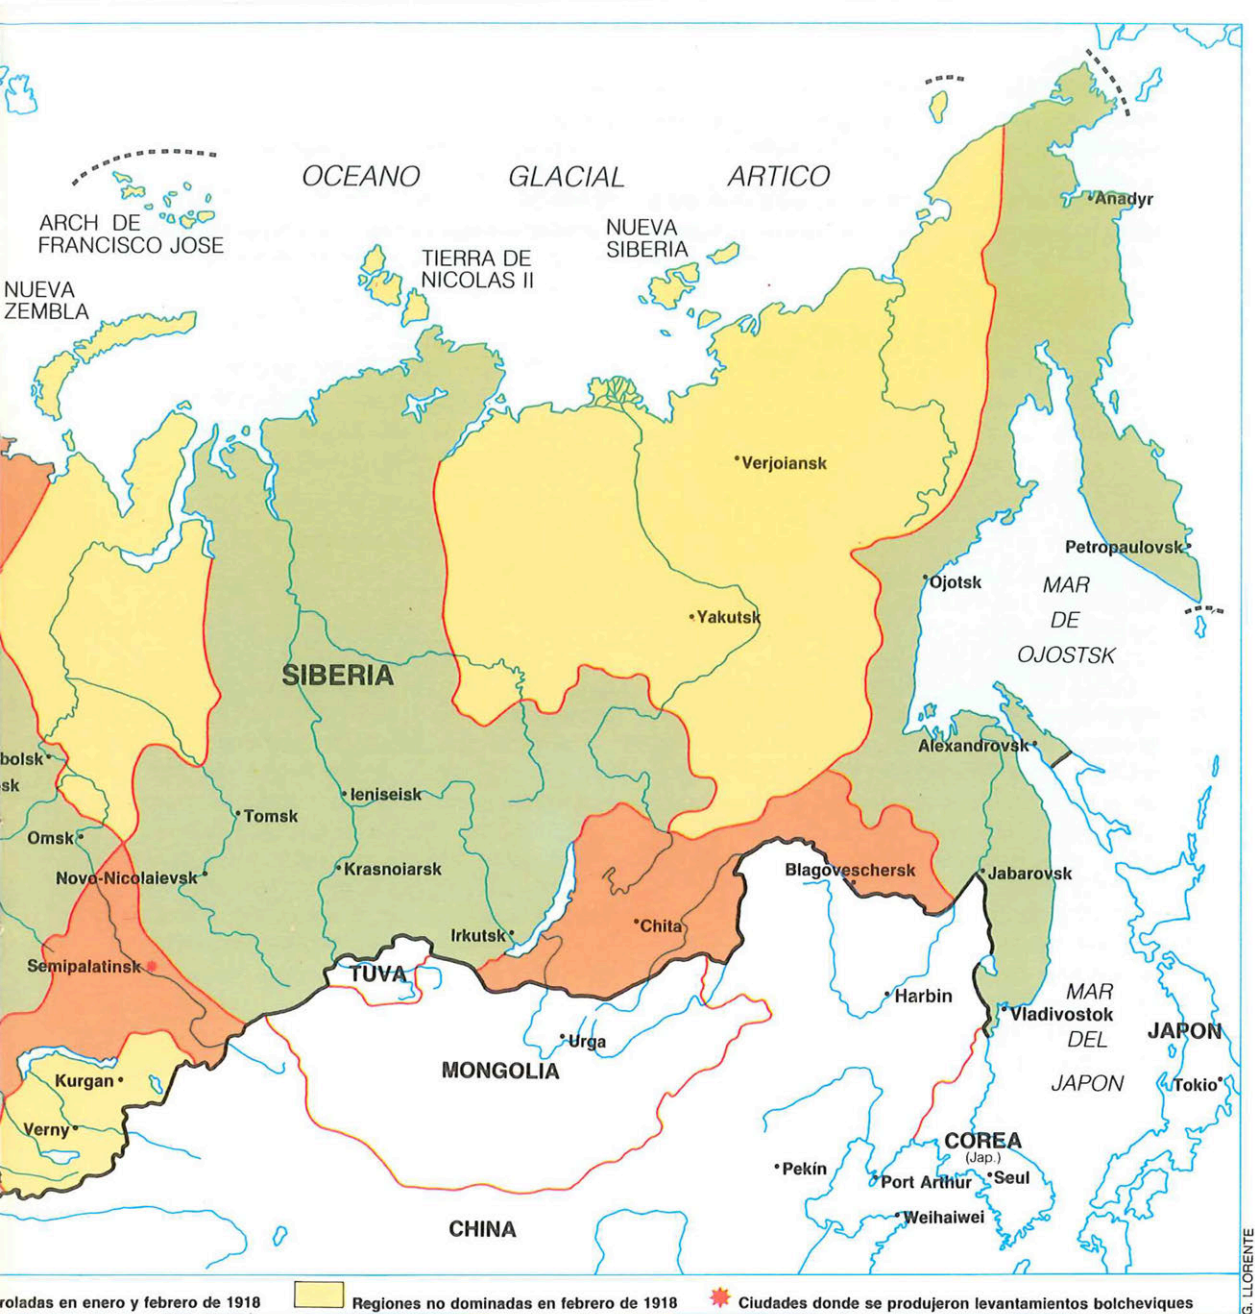 OCEANO GLACIAL ARTICO
ARCH DE
FRANCISCO JOSE
NUEVA
ZEMBLA
TIERRA DE
NICOLAS II
NUEVA
SIBERIA
Anadyr
Verjoiansk
Petropaulovsk
Ojotsk
MAR
DE
OJOSTSK
Yakutsk
SIBERIA
Alexandrovsk
bolsk
sk
Ieniseisk
Tomsk
Omsk
Novo-Nicolaievsk
Krasnoiarsk
Blagoveschersk
Jabarovsk
Irkutsk
Chita
Semipalatinsk
TUVA
Harbin
MAR
Vladivostok
DEL
JAPON
JAPON
Urga
MONGOLIA
Kurgan
Tokio
Verny
COREA
(Jap.)
Pekín
Port Arthur
Seul
Weihaiwei
CHINA
G. LLORENTE
roladas en enero y febrero de 1918
Regiones no dominadas en febrero de 1918
Ciudades donde se produjeron levantamientos bolcheviques